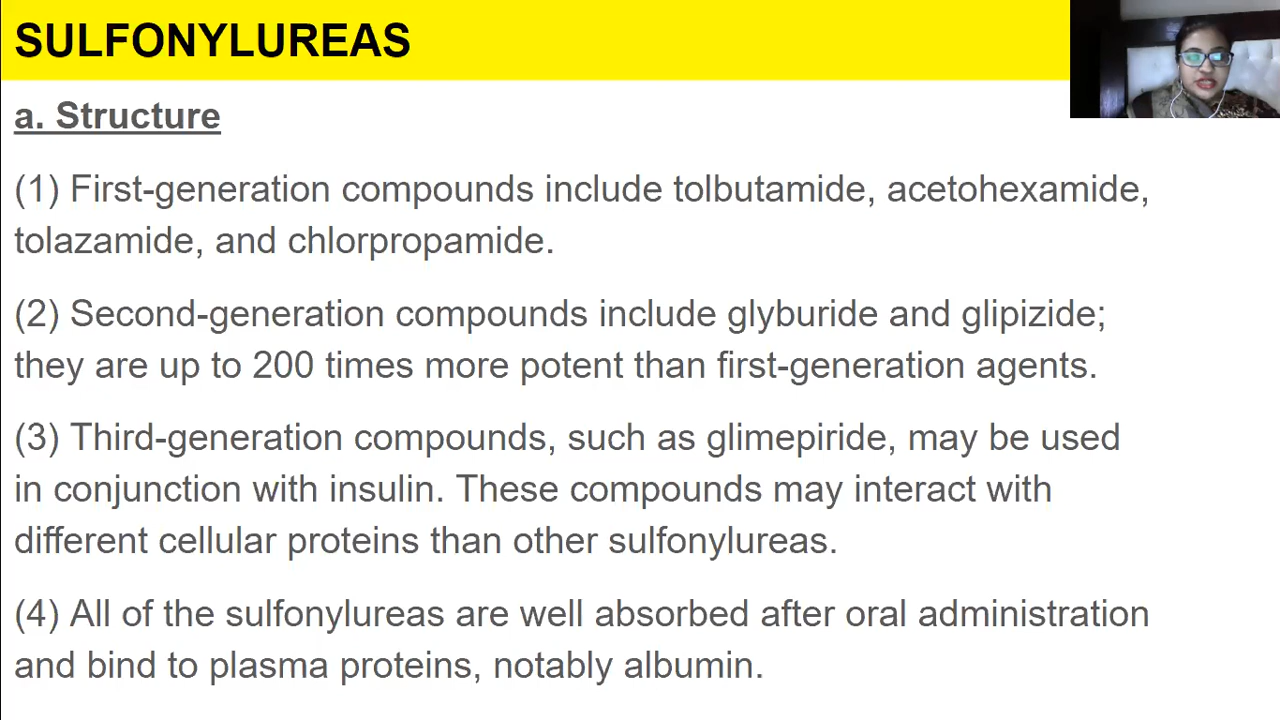 SULFONYLUREAS
a. Structure
(1) First-generation compounds include tolbutamide, acetohexamide,
tolazamide, and chlorpropamide.
(2) Second-generation compounds include glyburide and glipizide;
they are up to 200 times more potent than first-generation agents.
(3) Third-generation compounds, such as glimepiride, may be used
in conjunction with insulin. These compounds may interact with
different cellular proteins than other sulfonylureas.
(4) All of the sulfonylureas are well absorbed after oral administration
and bind to plasma proteins, notably albumin.